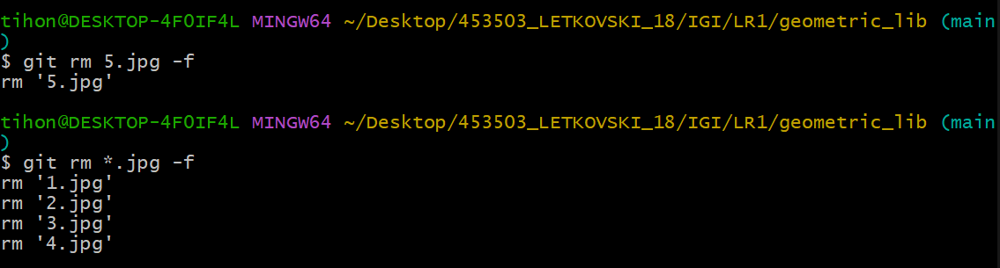 tihon@DESKTOP-4F0IF4L MINGW64 ~/Desktop/453503_LETKOVSKI_18/IGI/LR1/geometric_lib (main
)
$ git rm 5.jpg -f
rm '5.jpg'
tihon@DESKTOP-4F0IF4L MINGW64 ~/Desktop/453503_LETKOVSKI_18/IGI/LR1/geometric_lib (main
)
$ git rm *.jpg -f
rm '1.jpg'
rm '2.jpg'
rm '3.jpg'
rm '4.jpg'